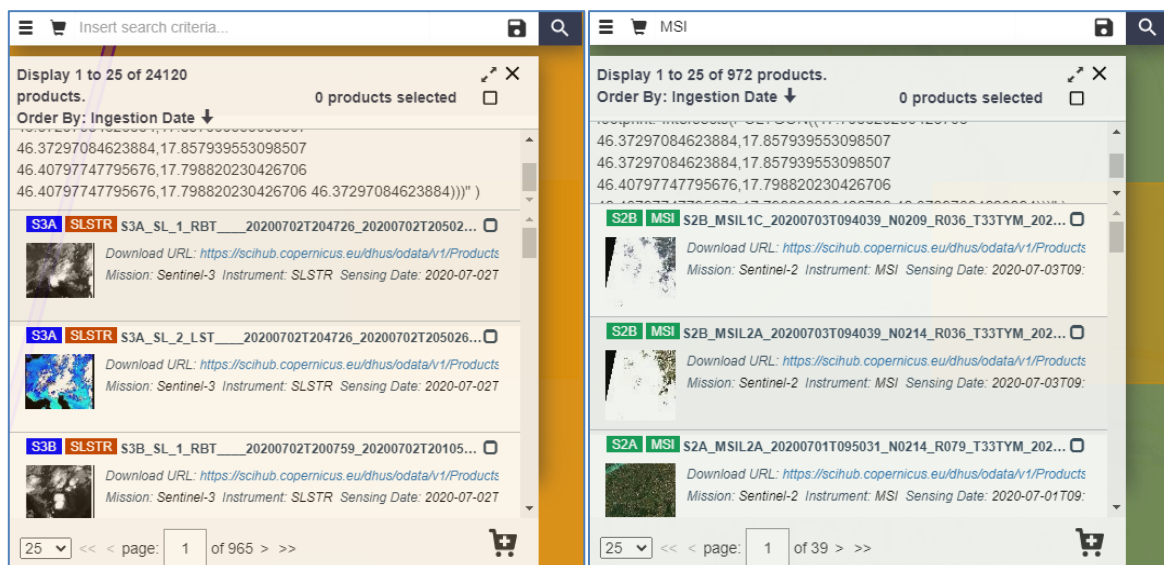 Insert search criteria...
Display 1 to 25 of 24120
products.
0 products selected
Order By: Ingestion Date
46.37297084623884,17.857939553098507
46.40797747795676,17.798820230426706
46.40797747795676,17.798820230426706 46.37297084623884)))" )
S3A SLSTR S3A_SL_1_RBT____20200702T204726_20200702T20502...
Download URL: https://scihub.copernicus.eu/dhus/odata/v1/Products
Mission: Sentinel-3 Instrument: SLSTR Sensing Date: 2020-07-02T
S3A SLSTR S3A_SL_2_LST____20200702T204726_20200702T205026...
Download URL: https://scihub.copernicus.eu/dhus/odata/v1/Products
Mission: Sentinel-3 Instrument: SLSTR Sensing Date: 2020-07-02T
S3B SLSTR S3B_SL_1_RBT____20200702T200759_20200702T20105...
Download URL: https://scihub.copernicus.eu/dhus/odata/v1/Products
Mission: Sentinel-3 Instrument: SLSTR Sensing Date: 2020-07-02T
25 << < page: 1 of 965 > >>
MSI
Display 1 to 25 of 972 products.
Order By: Ingestion Date 0 products selected
46.37297084623884,17.857939553098507
46.37297084623884,17.857939553098507
46.40797747795676,17.798820230426706
S2B MSI S2B_MSIL1C_20200703T094039_N0209_R036_T33TYM_202...
Download URL: https://scihub.copernicus.eu/dhus/odata/v1/Products
Mission: Sentinel-2 Instrument: MSI Sensing Date: 2020-07-03T09:
S2B MSI S2B_MSIL2A_20200703T094039_N0214_R036_T33TYM_202...
Download URL: https://scihub.copernicus.eu/dhus/odata/v1/Products
Mission: Sentinel-2 Instrument: MSI Sensing Date: 2020-07-03T09:
S2A MSI S2A_MSIL2A_20200701T095031_N0214_R079_T33TYM_202...
Download URL: https://scihub.copernicus.eu/dhus/odata/v1/Products
Mission: Sentinel-2 Instrument: MSI Sensing Date: 2020-07-01T09:
25 << < page: 1 of 39 > >>